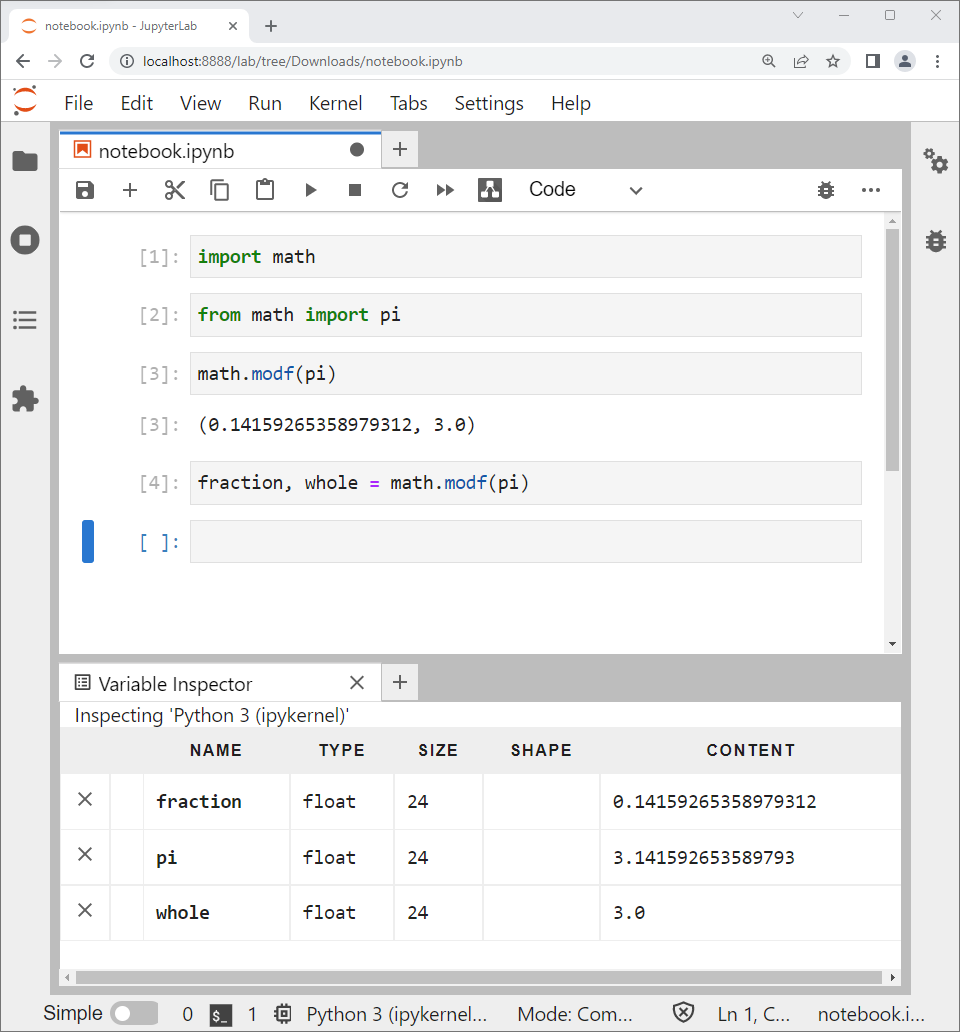 notebook.ipynb - JupyterLab
localhost:8888/lab/tree/Downloads/notebook.ipynb
File Edit View Run Kernel Tabs Settings Help
notebook.ipynb
Code
[1]: import math
[2]: from math import pi
[3]: math.modf(pi)
[3]: (0.14159265358979312, 3.0)
[4]: fraction, whole = math.modf(pi)
[ ]:
Variable Inspector
Inspecting 'Python 3 (ipykernel)'
NAME TYPE SIZE SHAPE CONTENT
fraction float 24 0.14159265358979312
pi float 24 3.141592653589793
whole float 24 3.0
Simple 0 $_ 1 Python 3 (ipykernel... Mode: Com... Ln 1, C... notebook.i...